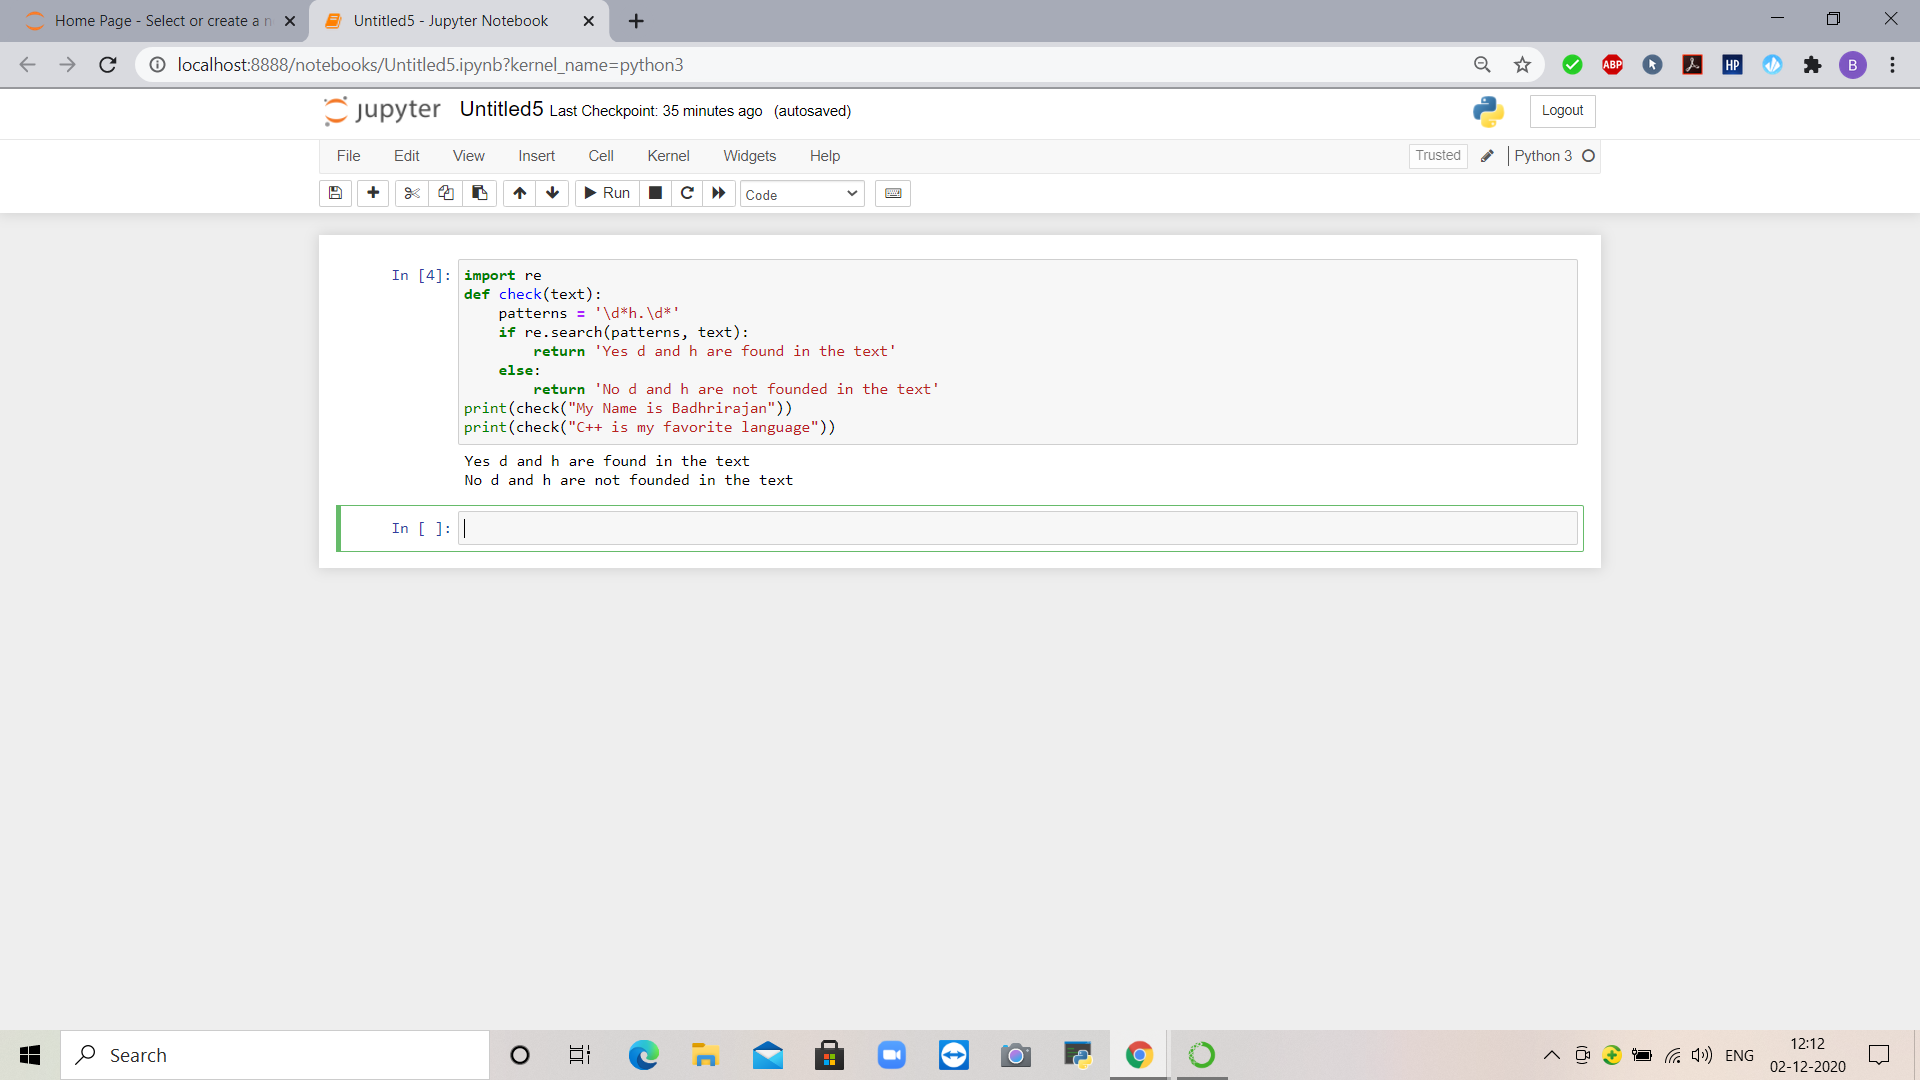 Home Page - Select or create a n
Untitled5 - Jupyter Notebook
localhost:8888/notebooks/Untitled5.ipynb?kernel_name=python3
ABP
HP
B
jupyter
Untitled5 Last Checkpoint: 35 minutes ago (autosaved)
Logout
File Edit View Insert Cell Kernel Widgets Help
Trusted
Python 3
Run
Code
In [4]:
import re
def check(text):
    patterns = '\d*h.\d*'
    if re.search(patterns, text):
        return 'Yes d and h are found in the text'
    else:
        return 'No d and h are not founded in the text'
print(check("My Name is Badhrirajan"))
print(check("C++ is my favorite language"))
Yes d and h are found in the text
No d and h are not founded in the text
In [ ]:
Search
ENG
12:12
02-12-2020